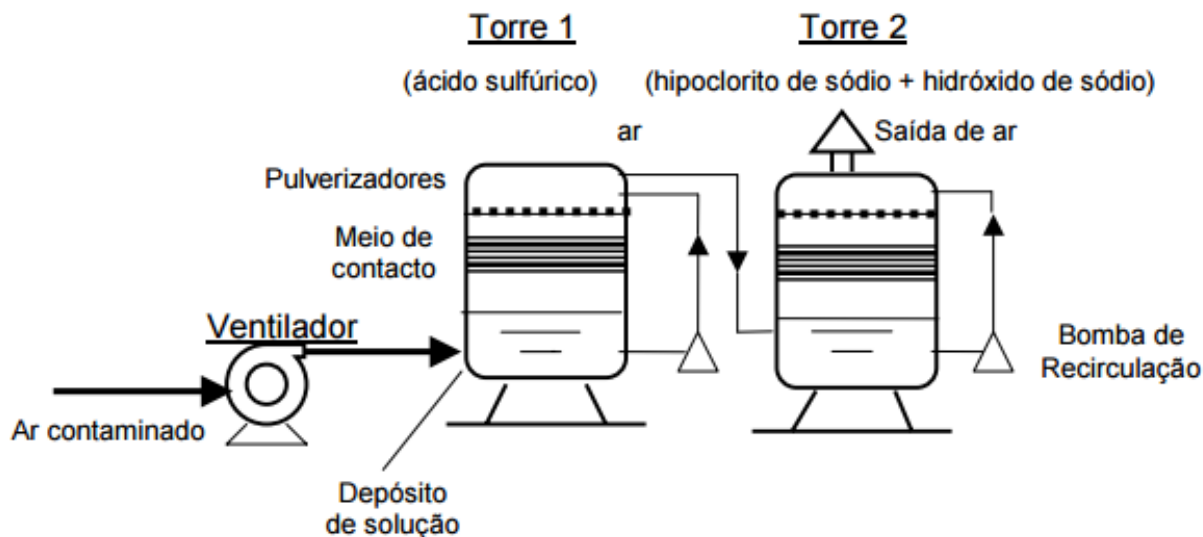 Torre 1
Torre 2
(ácido sulfúrico)
(hipoclorito de sódio + hidróxido de sódio)
ar
Saída de ar
Pulverizadores
Meio de
contacto
Ventilador
Bomba de
Recirculação
Ar contaminado
Depósito
de solução